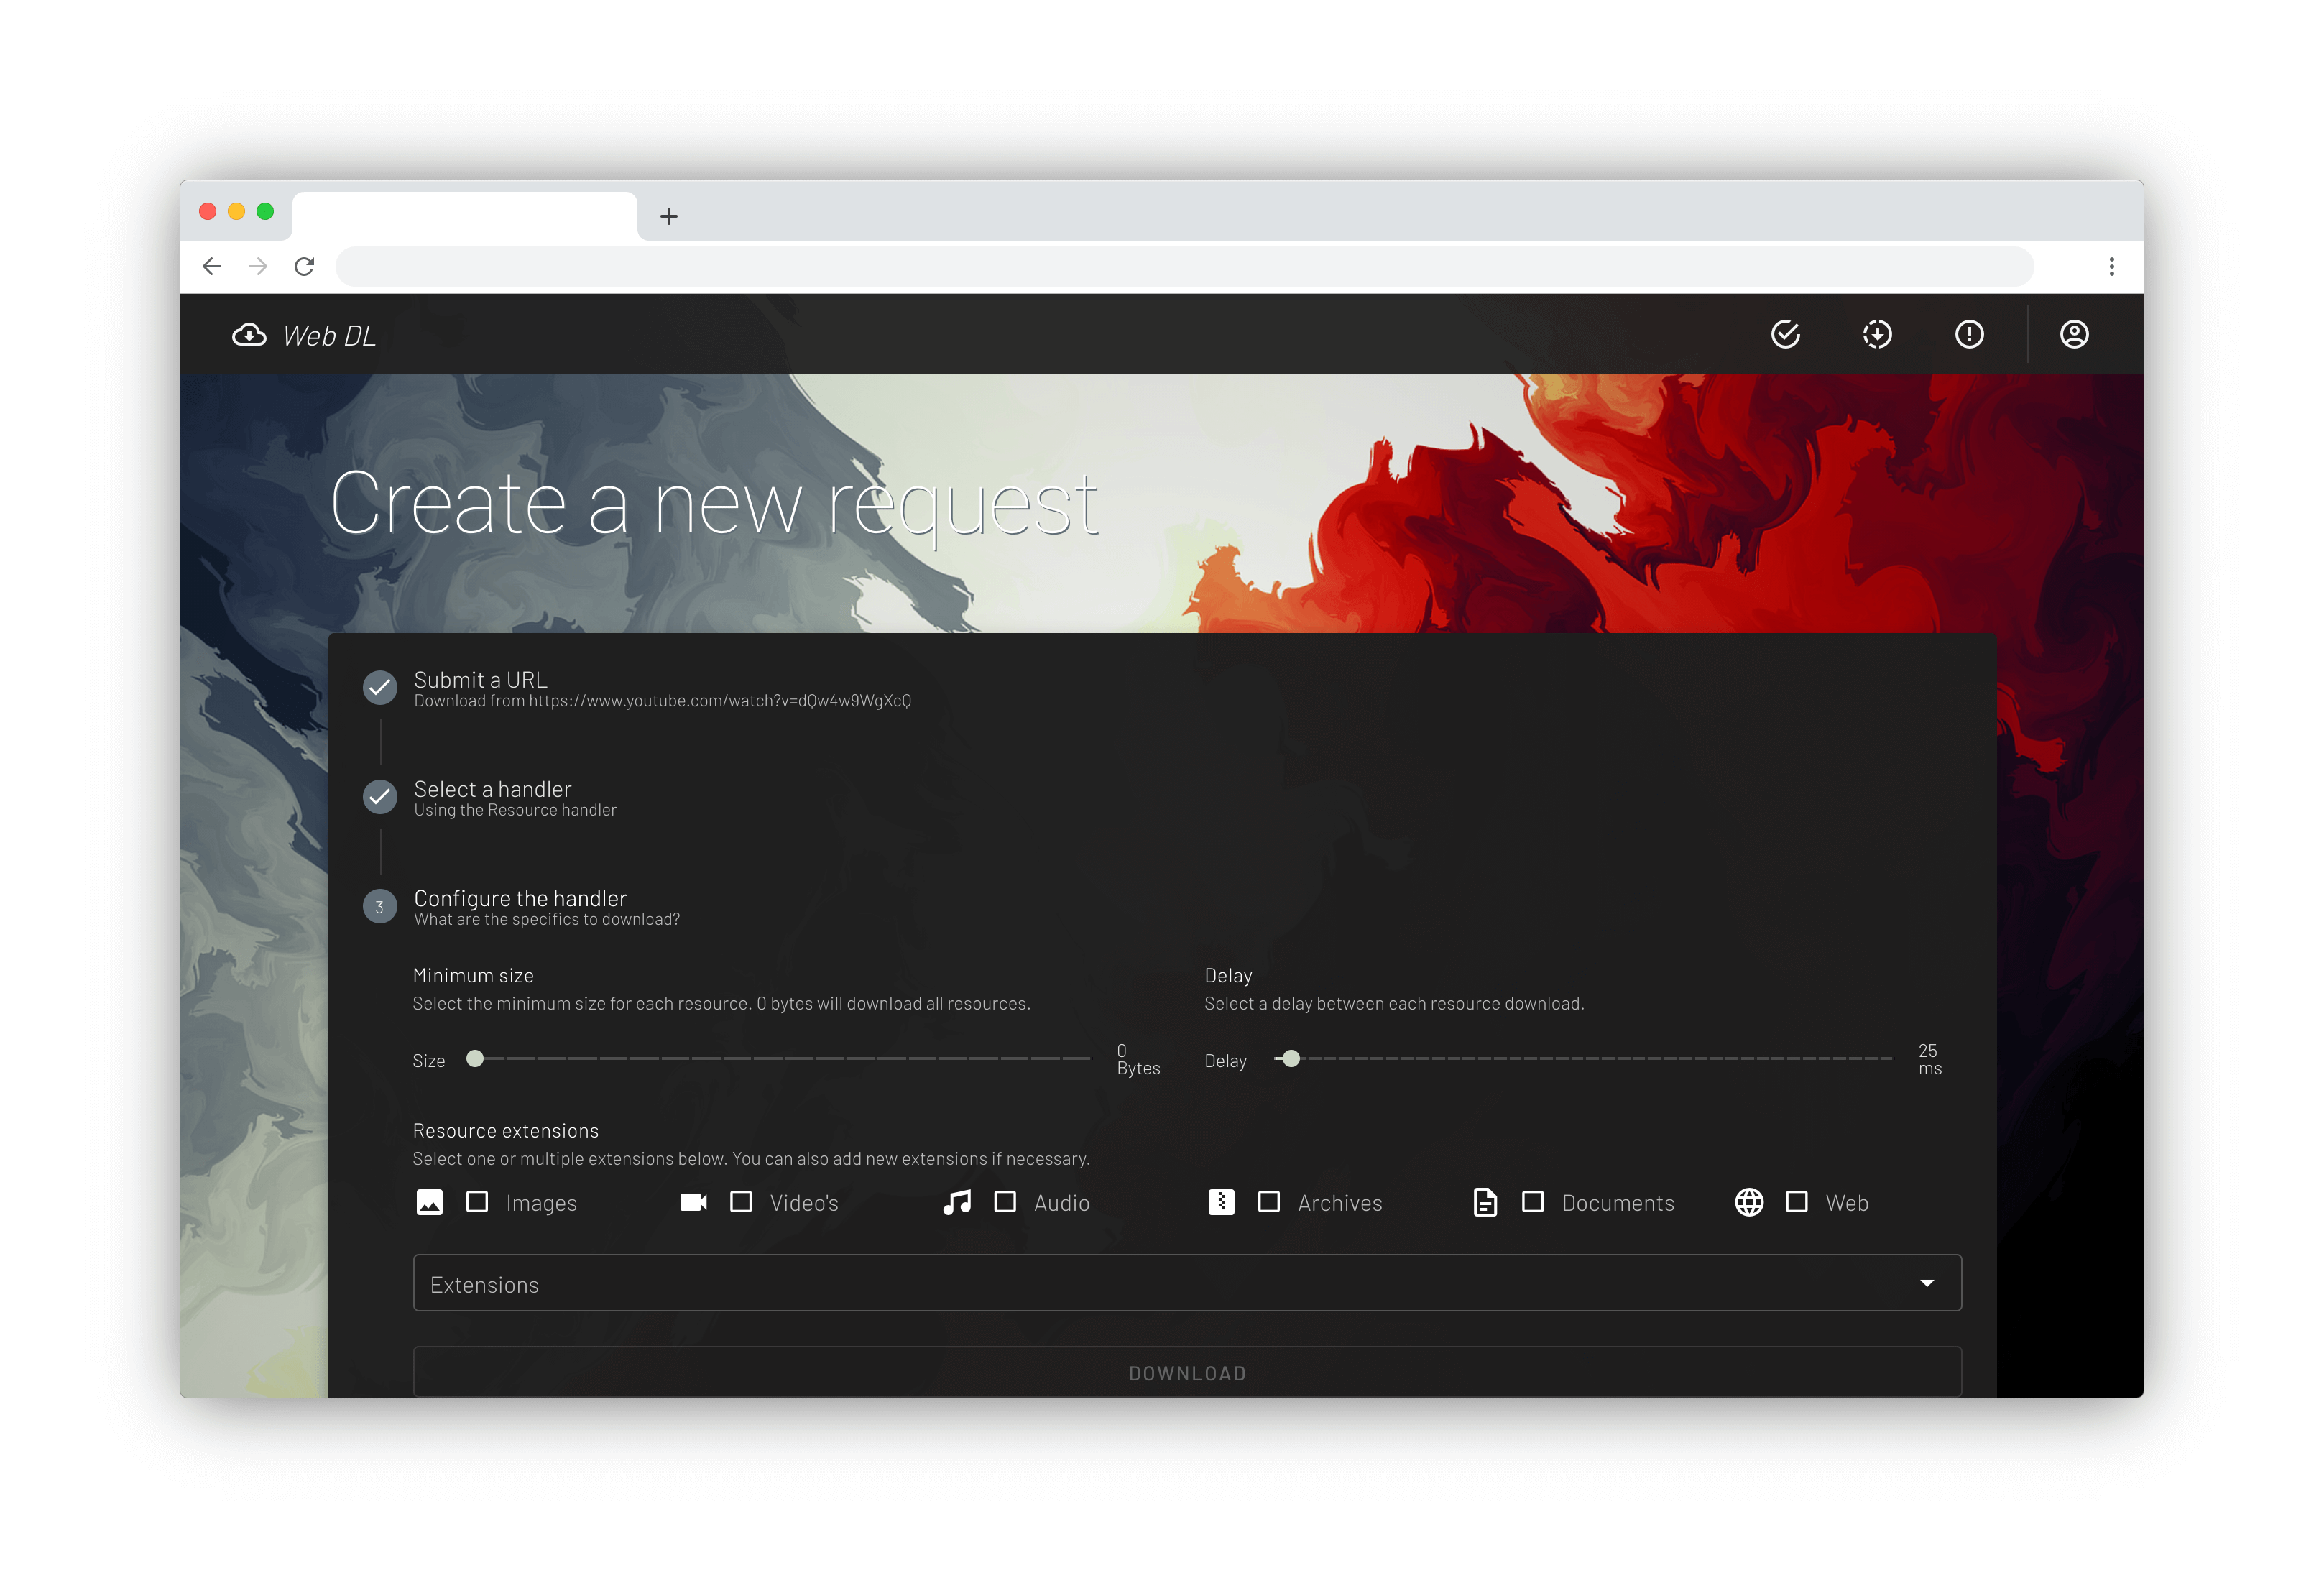 Web DL
Create a new request
Submit a URL
Download from https://www.youtube.com/watch?v=dQw4w9WgXcQ
Select a handler
Using the Resource handler
3
Configure the handler
What are the specifics to download?
Minimum size
Select the minimum size for each resource. 0 bytes will download all resources.
Size
0
Bytes
Delay
Select a delay between each resource download.
Delay
25
ms
Resource extensions
Select one or multiple extensions below. You can also add new extensions if necessary.
Images Video's Audio Archives Documents Web
Extensions
DOWNLOAD